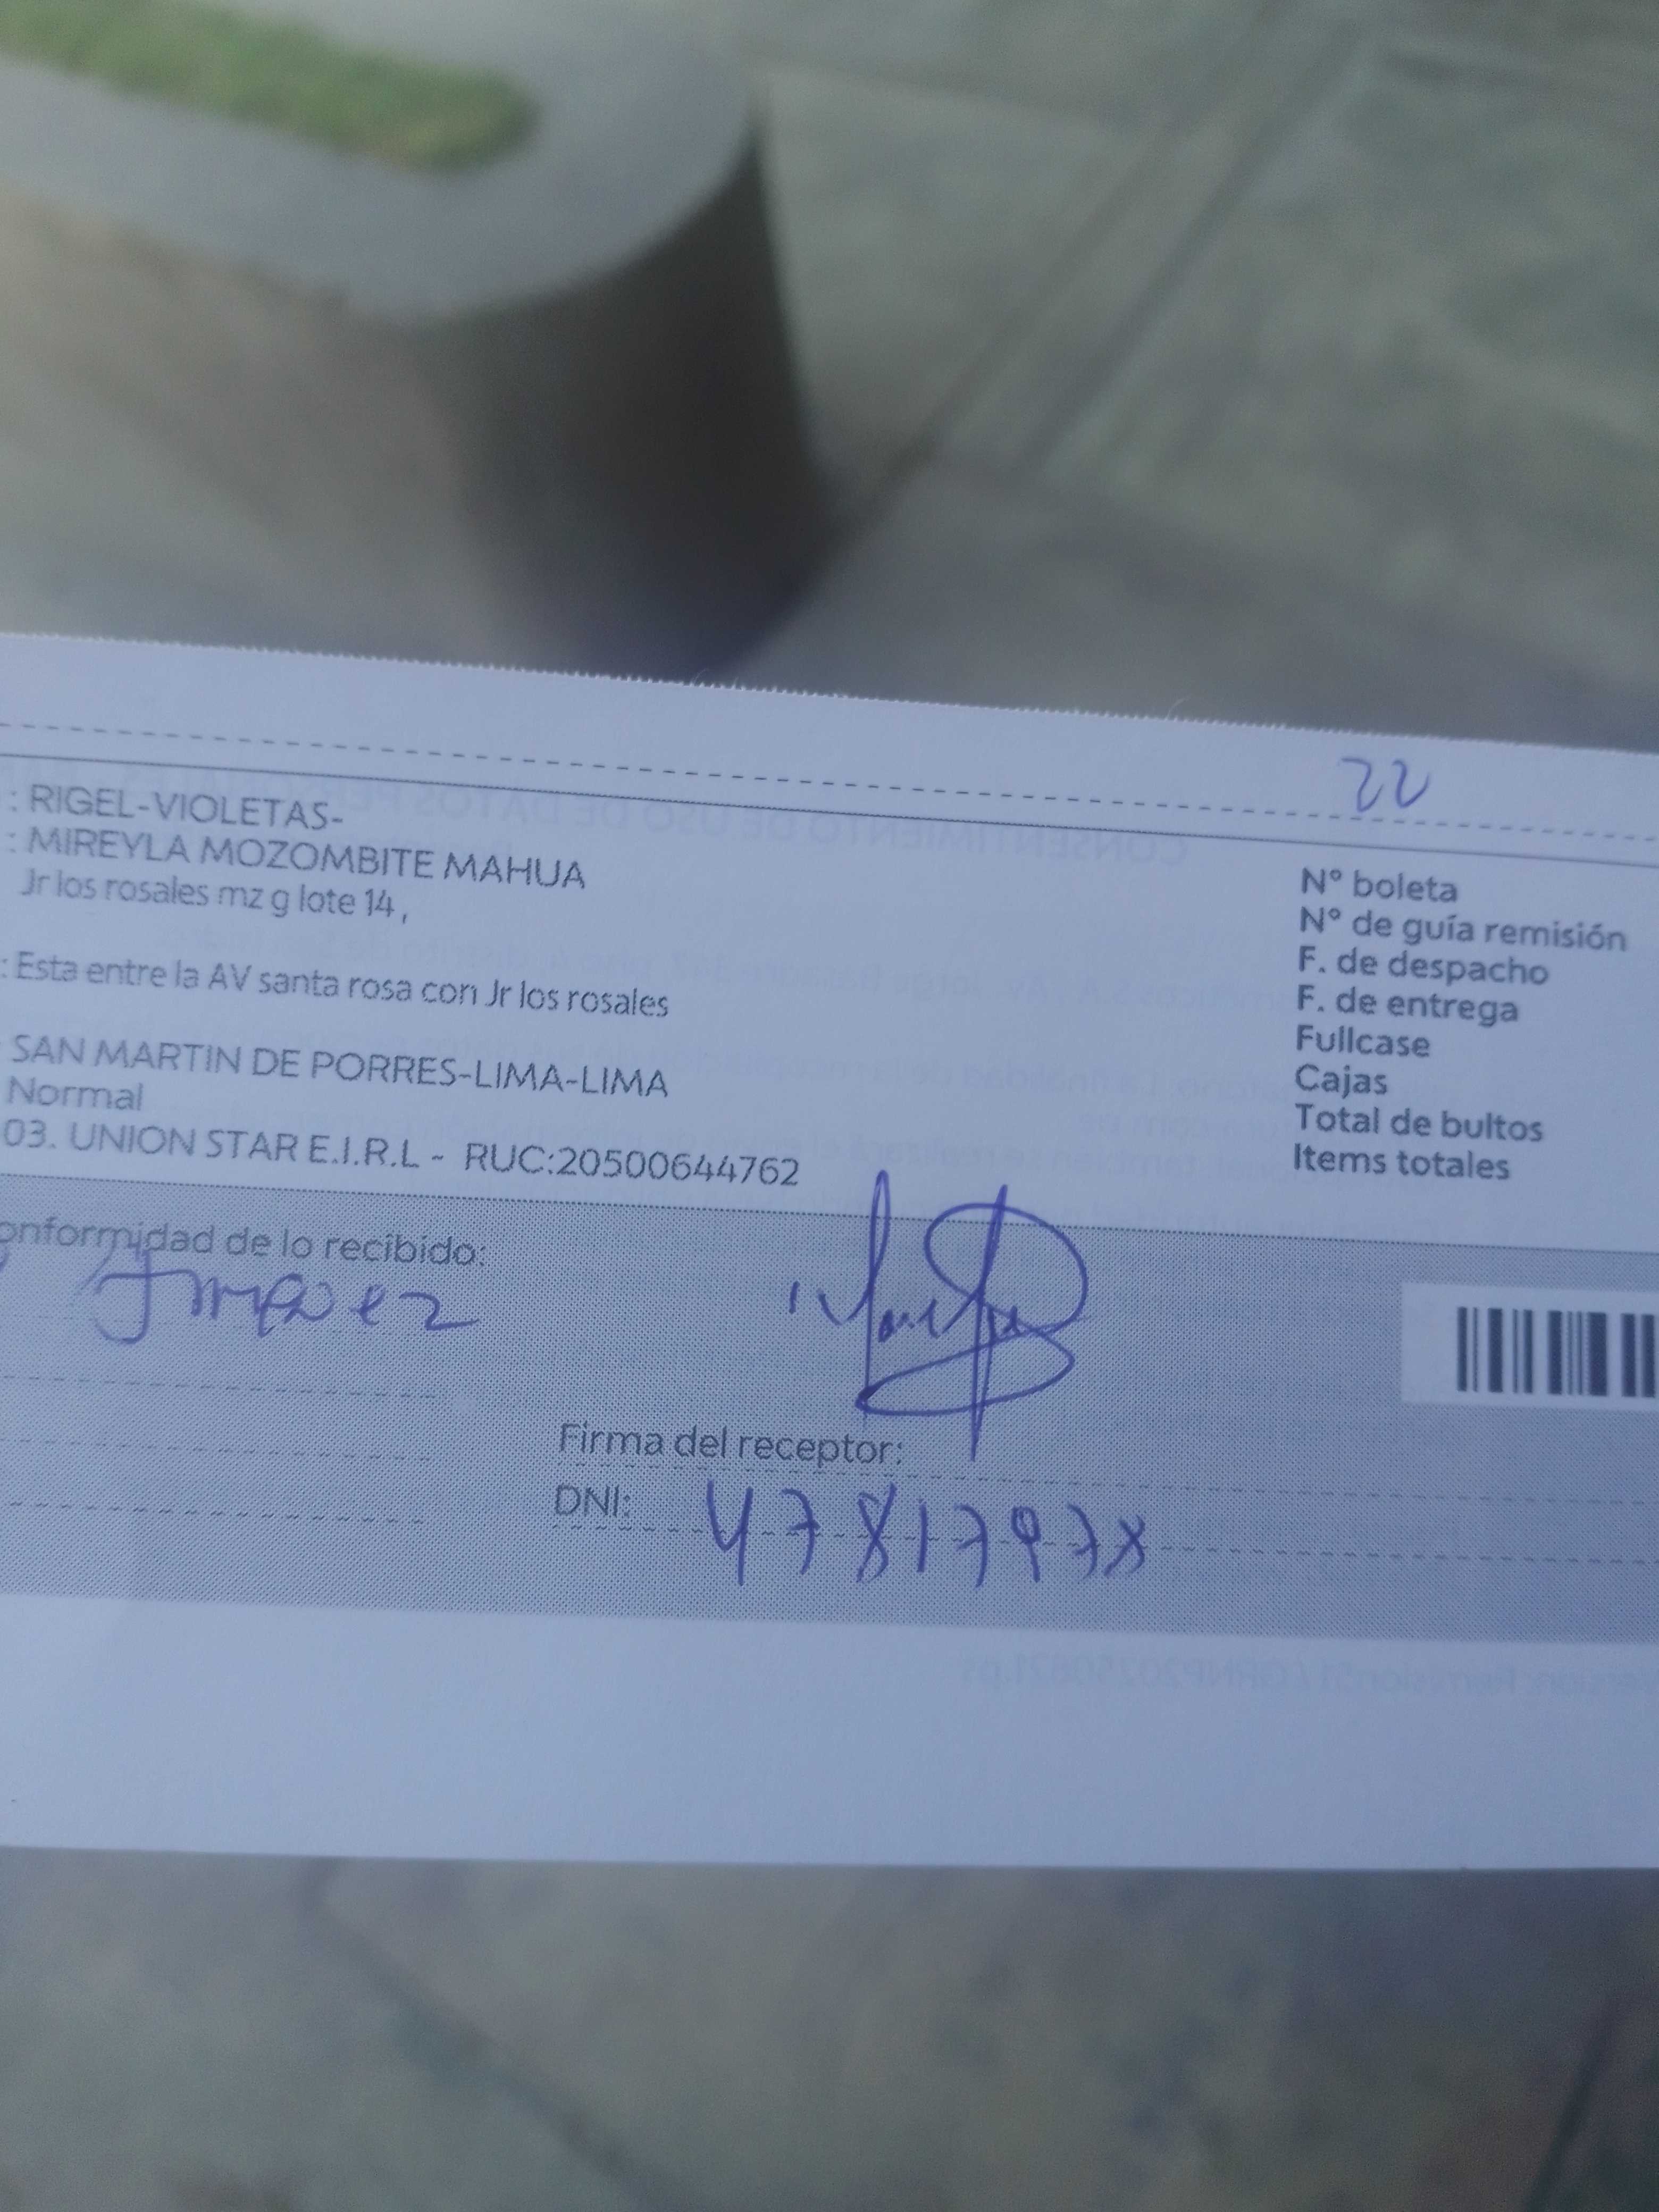 22
: RIGEL-VIOLETAS-
: MIREYLA MOZOMBITE MAHUA
Jr los rosales mz g lote 14 ,
: Esta entre la AV santa rosa con Jr los rosales
SAN MARTIN DE PORRES-LIMA-LIMA
Normal
03. UNION STAR E.I.R.L - RUC:20500644762
N° boleta
N° de guía remisión
F. de despacho
F. de entrega
Fullcase
Cajas
Total de bultos
Items totales
onformidad de lo recibido:
Firma del receptor:
DNI: 47817978